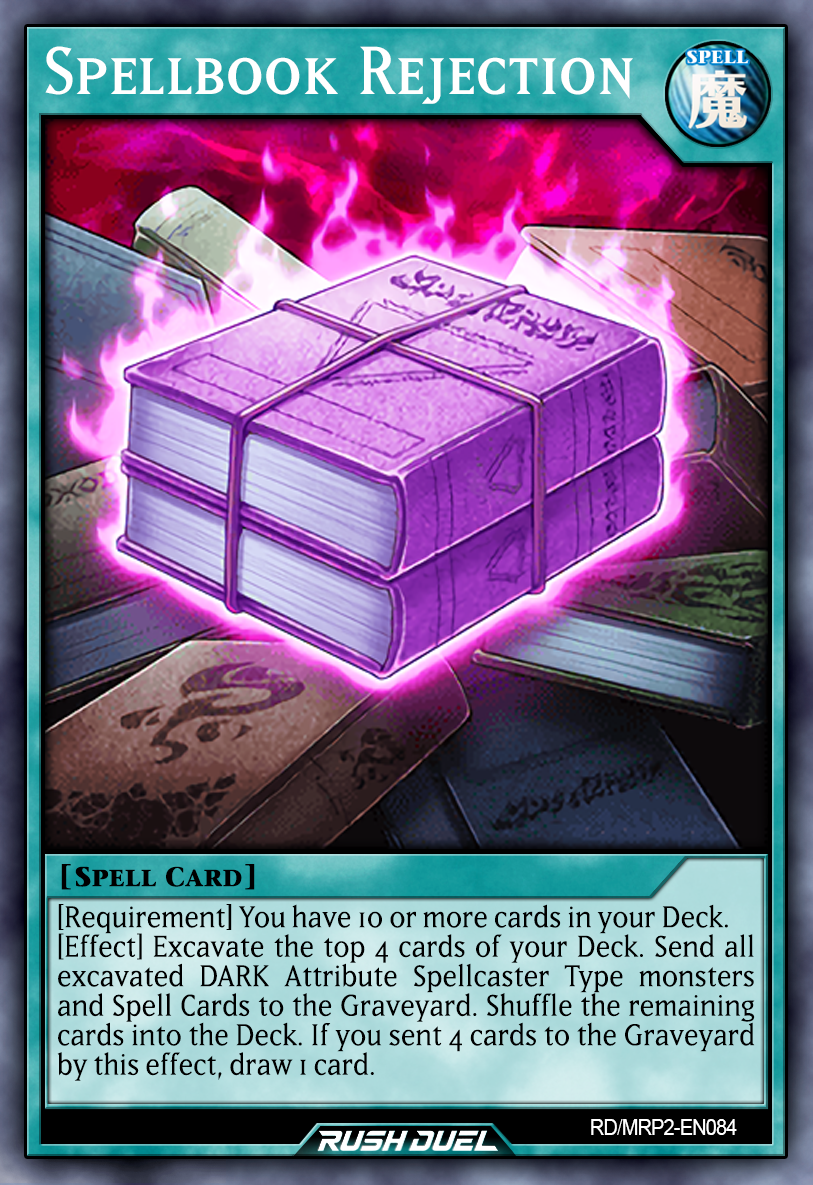 Spellbook Rejection
SPELL
魔
[Spell Card]
[Requirement] You have 10 or more cards in your Deck.
[Effect] Excavate the top 4 cards of your Deck. Send all
excavated DARK Attribute Spellcaster Type monsters
and Spell Cards to the Graveyard. Shuffle the remaining
cards into the Deck. If you sent 4 cards to the Graveyard
by this effect, draw 1 card.
RD/MRP2-EN084
RUSH DUEL